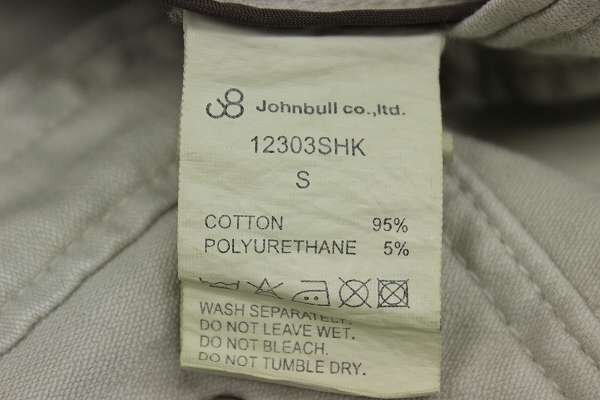 Johnbull co.,ltd.
12303SHK
S
COTTON 95%
POLYURETHANE 5%
WASH SEPARATELY.
DO NOT LEAVE WET.
DO NOT BLEACH.
DO NOT TUMBLE DRY.